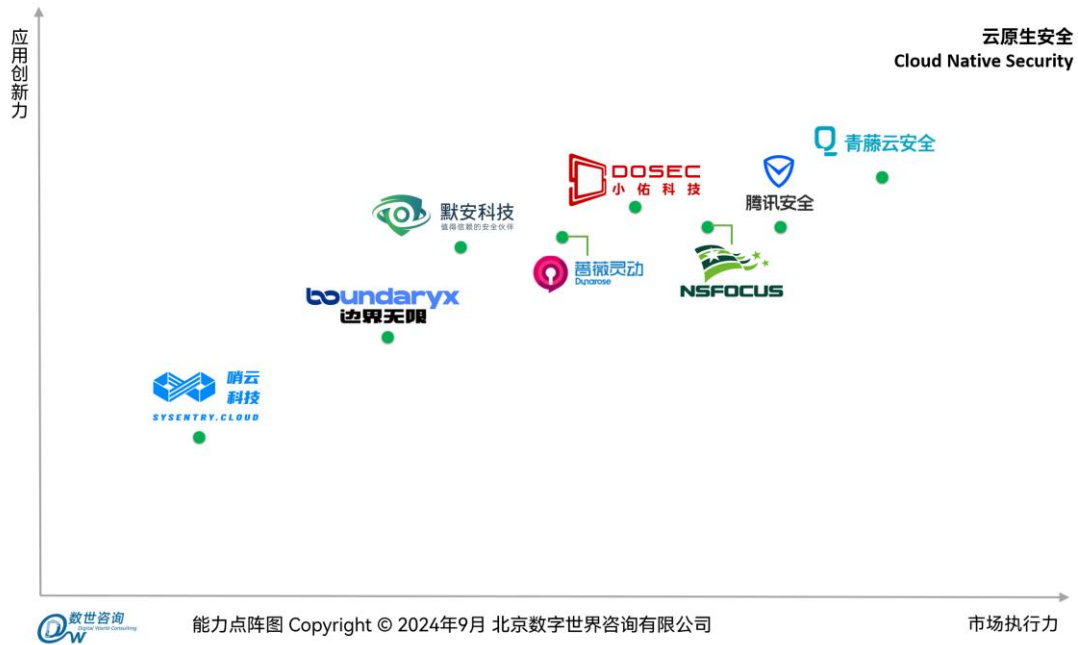 应用创新力
云原生安全
Cloud Native Security
青藤云安全
腾讯安全
DOSEC
小佑科技
默安科技
值得信赖的安全伙伴
蔷薇灵动
Dynarose
NSFOCUS
boundaryx
边界无限
哨云
科技
SYSENTRY.CLOUD
数世咨询
Digital World Consulting
DW
能力点阵图 Copyright © 2024年9月 北京数字世界咨询有限公司
市场执行力